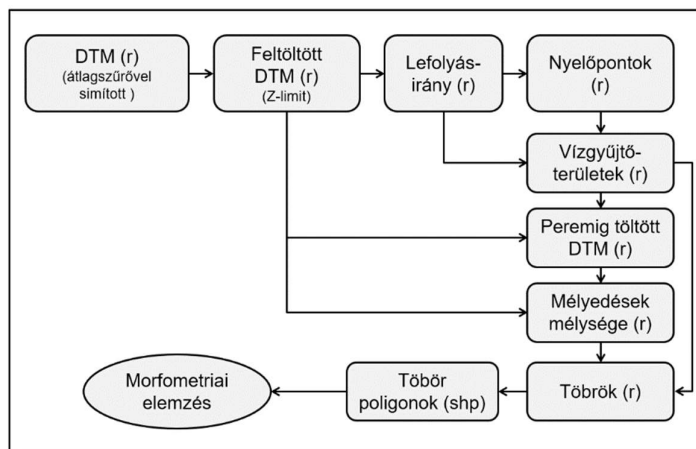 DTM (r)
(átlagszűrővel
simított )
Feltöltött
DTM (r)
(Z-limit)
Lefolyás-
irány (r)
Nyelőpontok
(r)
Vízgyűjtő-
területek (r)
Peremig töltött
DTM (r)
Mélyedések
mélysége (r)
Töbrök (r)
Töbör
poligonok (shp)
Morfometriai
elemzés